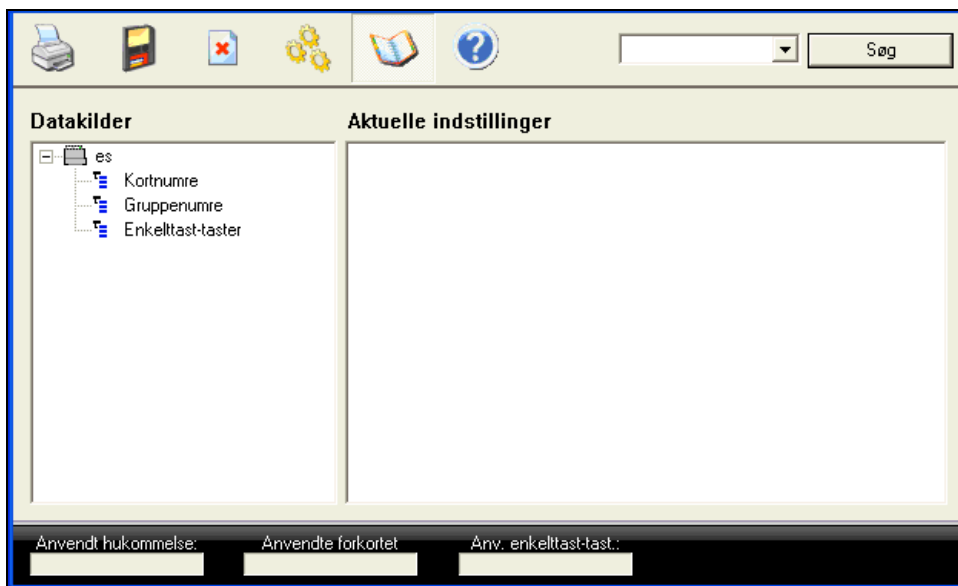 Søg
Datakilder
Aktuelle indstillinger
es
Kortnumre
Gruppenumre
Enkelttast-taster
Anvendt hukommelse:
Anvendte forkortet
Anv. enkelttast-tast.: